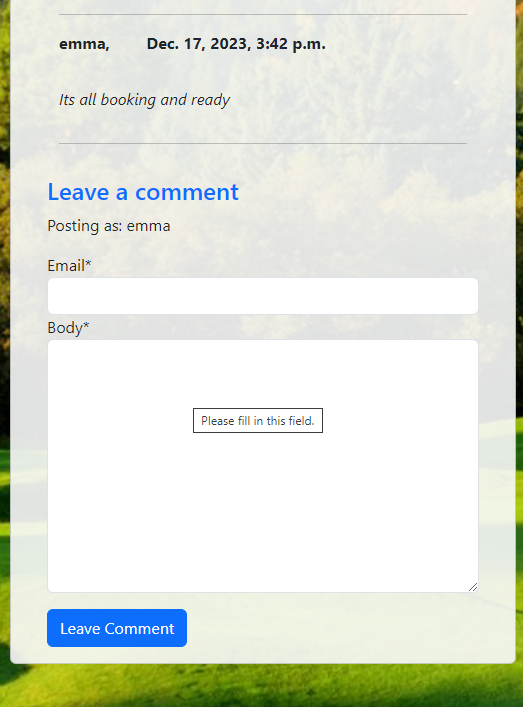 emma, Dec. 17, 2023, 3:42 p.m.
Its all booking and ready
Leave a comment
Posting as: emma
Email*
Body*
Please fill in this field.
Leave Comment